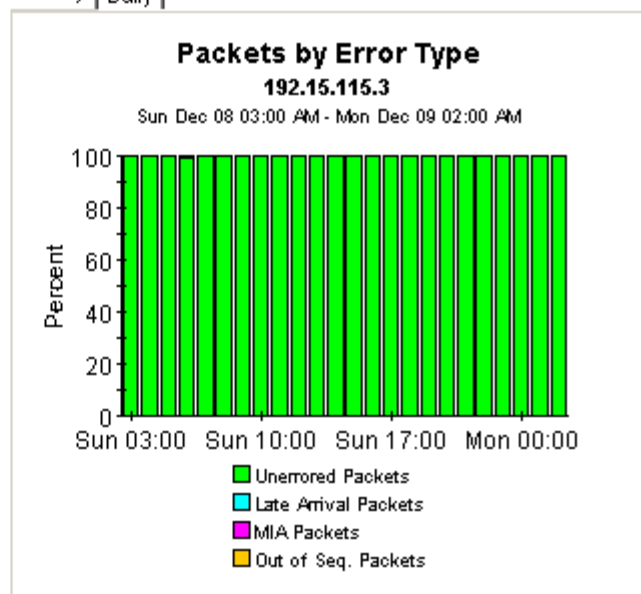 Daily
Packets by Error Type
192.15.115.3
Sun Dec 08 03:00 AM - Mon Dec 09 02:00 AM
100
80
60
40
20
0
Percent
Sun 03:00 Sun 10:00 Sun 17:00 Mon 00:00
Unerrored Packets
Late Arrival Packets
MIA Packets
Out of Seq. Packets